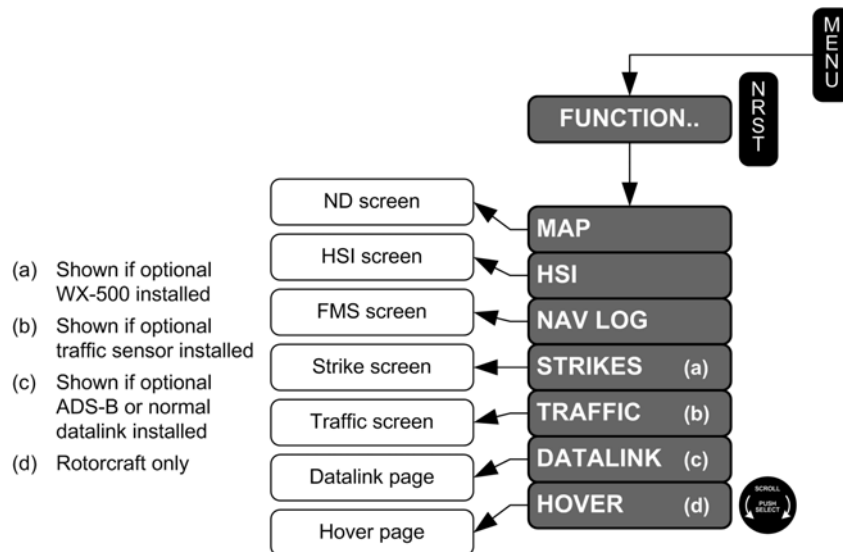 MENU
NRST
FUNCTION..
ND screen
MAP
HSI screen
HSI
FMS screen
NAV LOG
Strike screen
STRIKES (a)
Traffic screen
TRAFFIC (b)
Datalink page
DATALINK (c)
Hover page
HOVER (d)
SCROLL
PUSH
SELECT
(a) Shown if optional
WX-500 installed
(b) Shown if optional
traffic sensor installed
(c) Shown if optional
ADS-B or normal
datalink installed
(d) Rotorcraft only